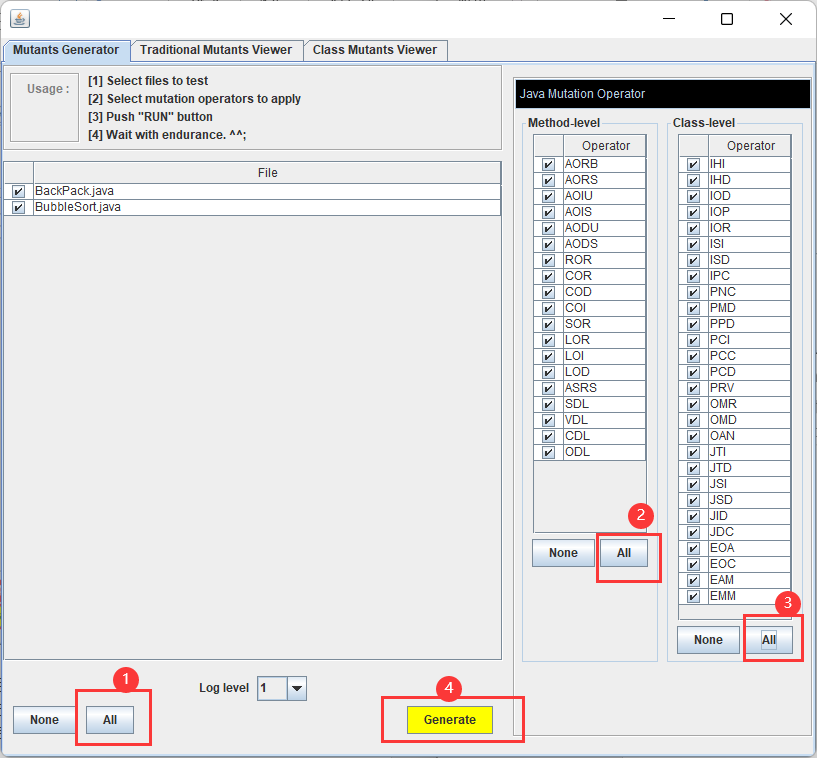 Mutants Generator Traditional Mutants Viewer Class Mutants Viewer
Usage :
[1] Select files to test
[2] Select mutation operators to apply
[3] Push "RUN" button
[4] Wait with endurance. ^^;
File
BackPack.java
BubbleSort.java
1
None All
Log level 1
4
Generate
Java Mutation Operator
Method-level
Operator
AORB
AORS
AOIU
AOIS
AODU
AODS
ROR
COR
COD
COI
SOR
LOR
LOI
LOD
ASRS
SDL
VDL
CDL
ODL
2
None All
Class-level
Operator
IHI
IHD
IOD
IOP
IOR
ISI
ISD
IPC
PNC
PMD
PPD
PCI
PCC
PCD
PRV
OMR
OMD
OAN
JTI
JTD
JSI
JSD
JID
JDC
EOA
EOC
EAM
EMM
3
None All